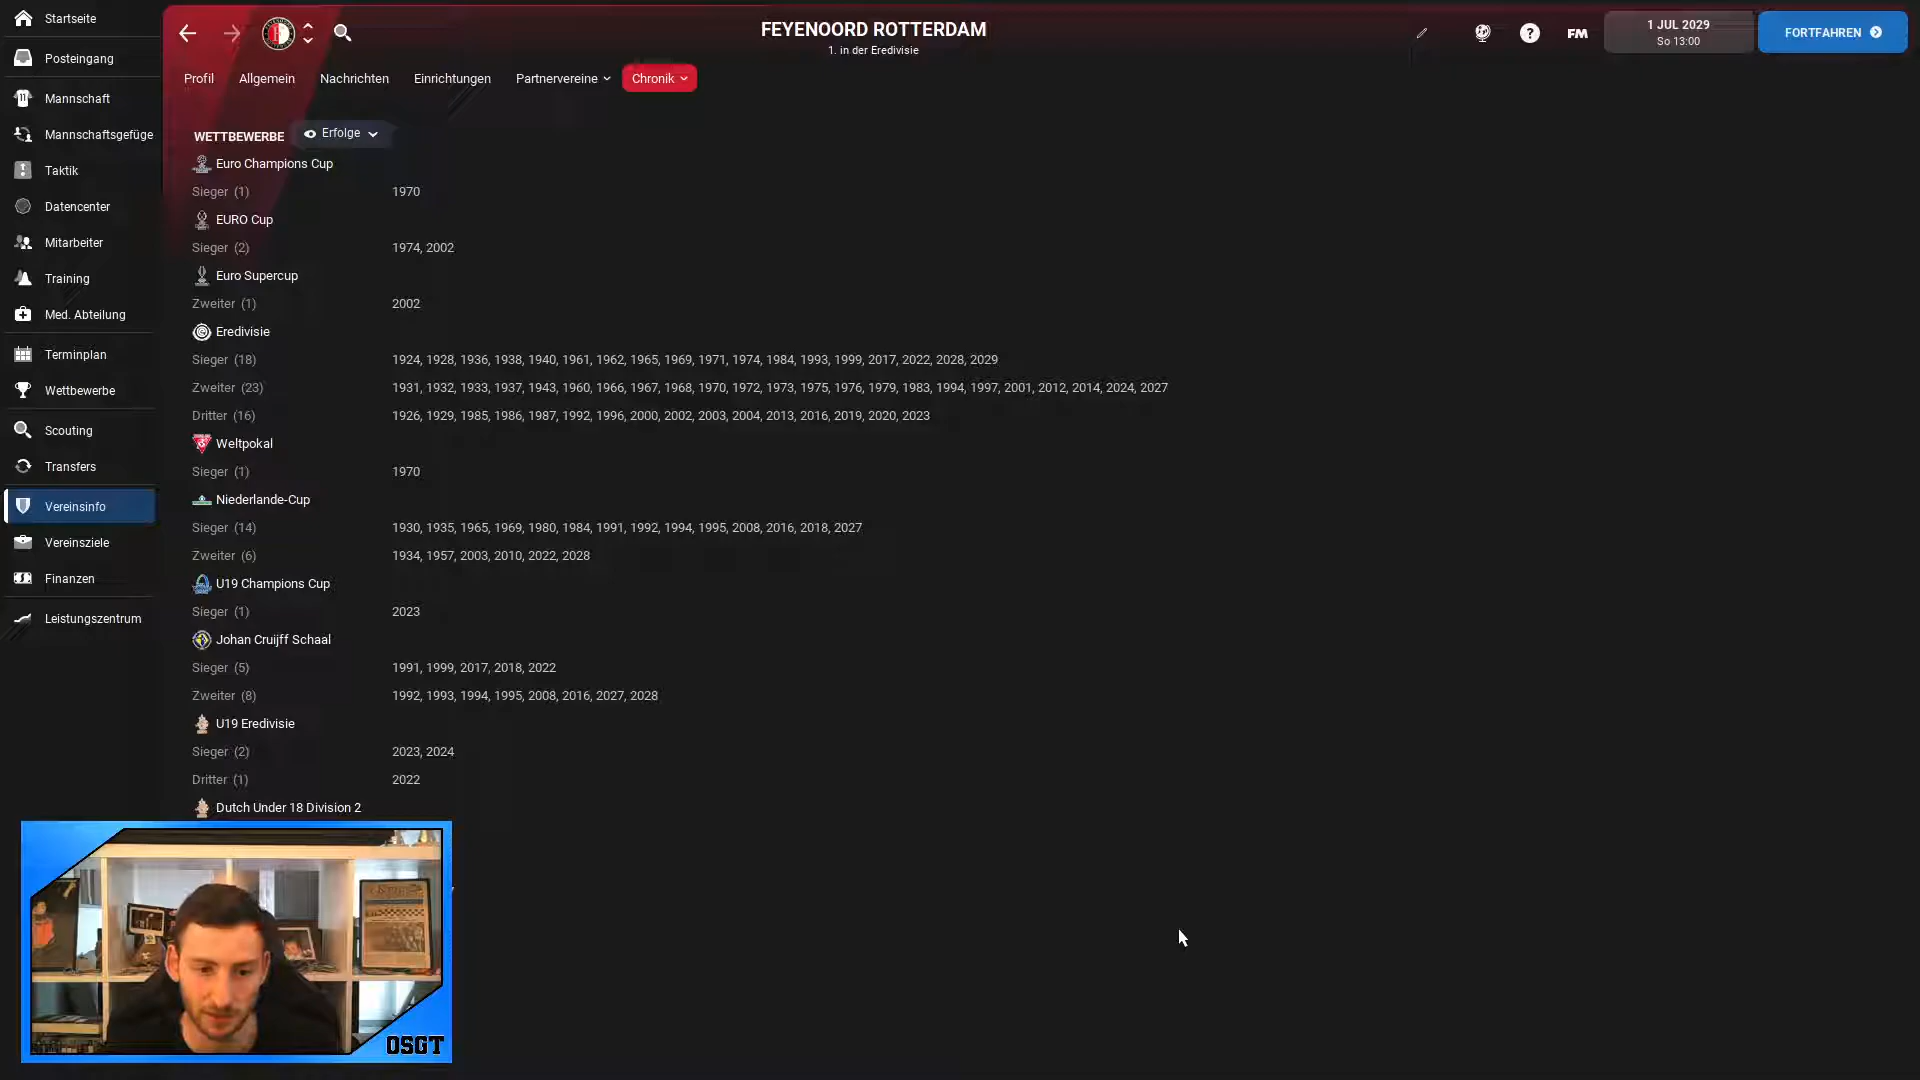 Startseite
Posteingang
Mannschaft
Mannschaftsgefüge
Taktik
Datencenter
Mitarbeiter
Training
Med. Abteilung
Terminplan
Wettbewerbe
Scouting
Transfers
Vereinsinfo
Vereinsziele
Finanzen
Leistungszentrum
FEYENOORD ROTTERDAM
1. in der Eredivisie
FM
1 JUL 2029
So 13:00
FORTFAHREN
Profil Allgemein Nachrichten Einrichtungen Partnervereine Chronik
WETTBEWERBE Erfolge
Euro Champions Cup
Sieger (1) 1970
EURO Cup
Sieger (2) 1974, 2002
Euro Supercup
Zweiter (1) 2002
Eredivisie
Sieger (18) 1924, 1928, 1936, 1938, 1940, 1961, 1962, 1965, 1969, 1971, 1974, 1984, 1993, 1999, 2017, 2022, 2028, 2029
Zweiter (23) 1931, 1932, 1933, 1937, 1943, 1960, 1966, 1967, 1968, 1970, 1972, 1973, 1975, 1976, 1979, 1983, 1994, 1997, 2001, 2012, 2014, 2024, 2027
Dritter (16) 1926, 1929, 1985, 1986, 1987, 1992, 1996, 2000, 2002, 2003, 2004, 2013, 2016, 2019, 2020, 2023
Weltpokal
Sieger (1) 1970
Niederlande-Cup
Sieger (14) 1930, 1935, 1965, 1969, 1980, 1984, 1991, 1992, 1994, 1995, 2008, 2016, 2018, 2027
Zweiter (6) 1934, 1957, 2003, 2010, 2022, 2028
U19 Champions Cup
Sieger (1) 2023
Johan Cruijff Schaal
Sieger (5) 1991, 1999, 2017, 2018, 2022
Zweiter (8) 1992, 1993, 1994, 1995, 2008, 2016, 2027, 2028
U19 Eredivisie
Sieger (2) 2023, 2024
Dritter (1) 2022
Dutch Under 18 Division 2
OSGT